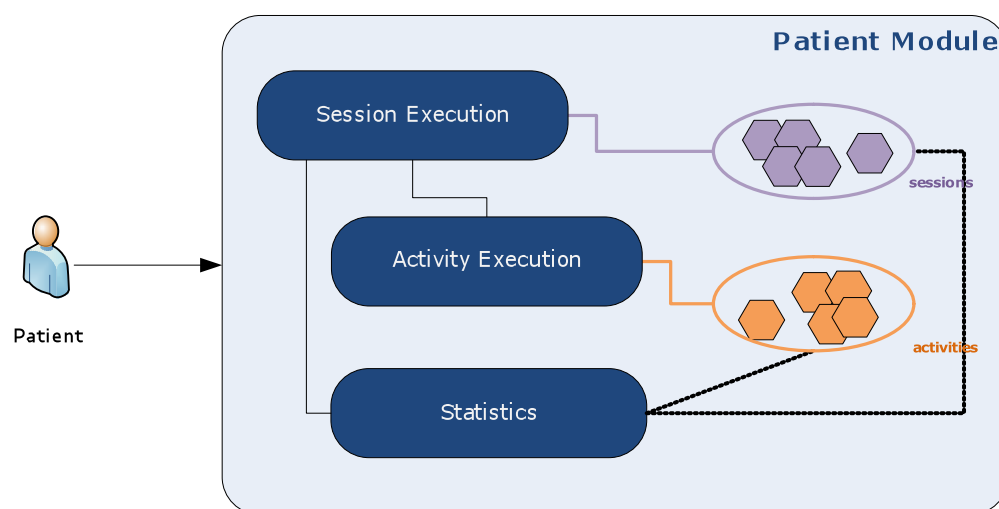 Patient Module
Session Execution
sessions
Activity Execution
Patient
activities
Statistics